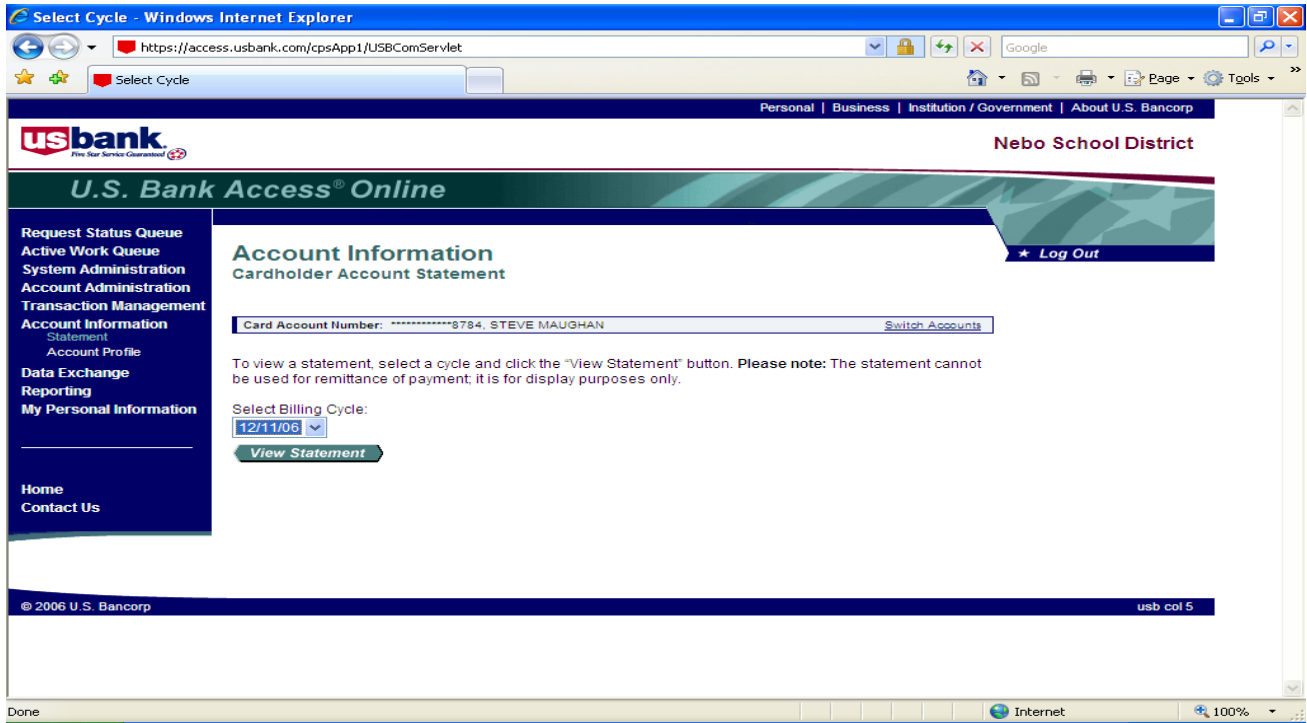 Select Cycle - Windows Internet Explorer
https://access.usbank.com/cpsApp1/USBComServlet
Google
Select Cycle
Page
Tools
Personal | Business | Institution / Government | About U.S. Bancorp
usbank.
Five Star Service Guaranteed
Nebo School District
U.S. Bank Access® Online
Log Out
Request Status Queue
Active Work Queue
System Administration
Account Administration
Transaction Management
Account Information
Statement
Account Profile
Data Exchange
Reporting
My Personal Information
Home
Contact Us
Account Information
Cardholder Account Statement
Card Account Number: ************8784, STEVE MAUGHAN
Switch Accounts
To view a statement, select a cycle and click the "View Statement" button. Please note: The statement cannot
be used for remittance of payment; it is for display purposes only.
Select Billing Cycle:
12/11/06
View Statement
© 2006 U.S. Bancorp
usb col 5
Done
Internet
100%